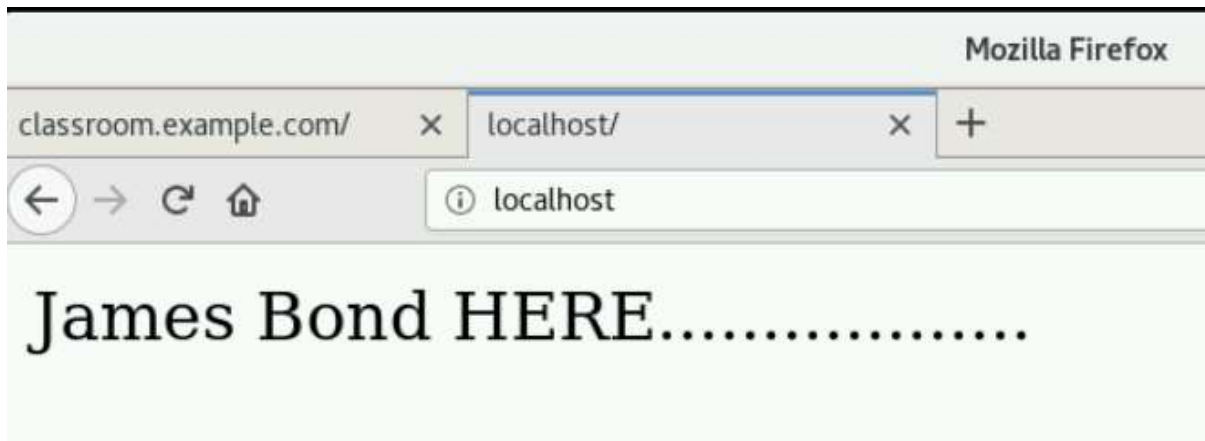 Mozilla Firefox
classroom.example.com/
localhost/
localhost
James Bond HERE..................